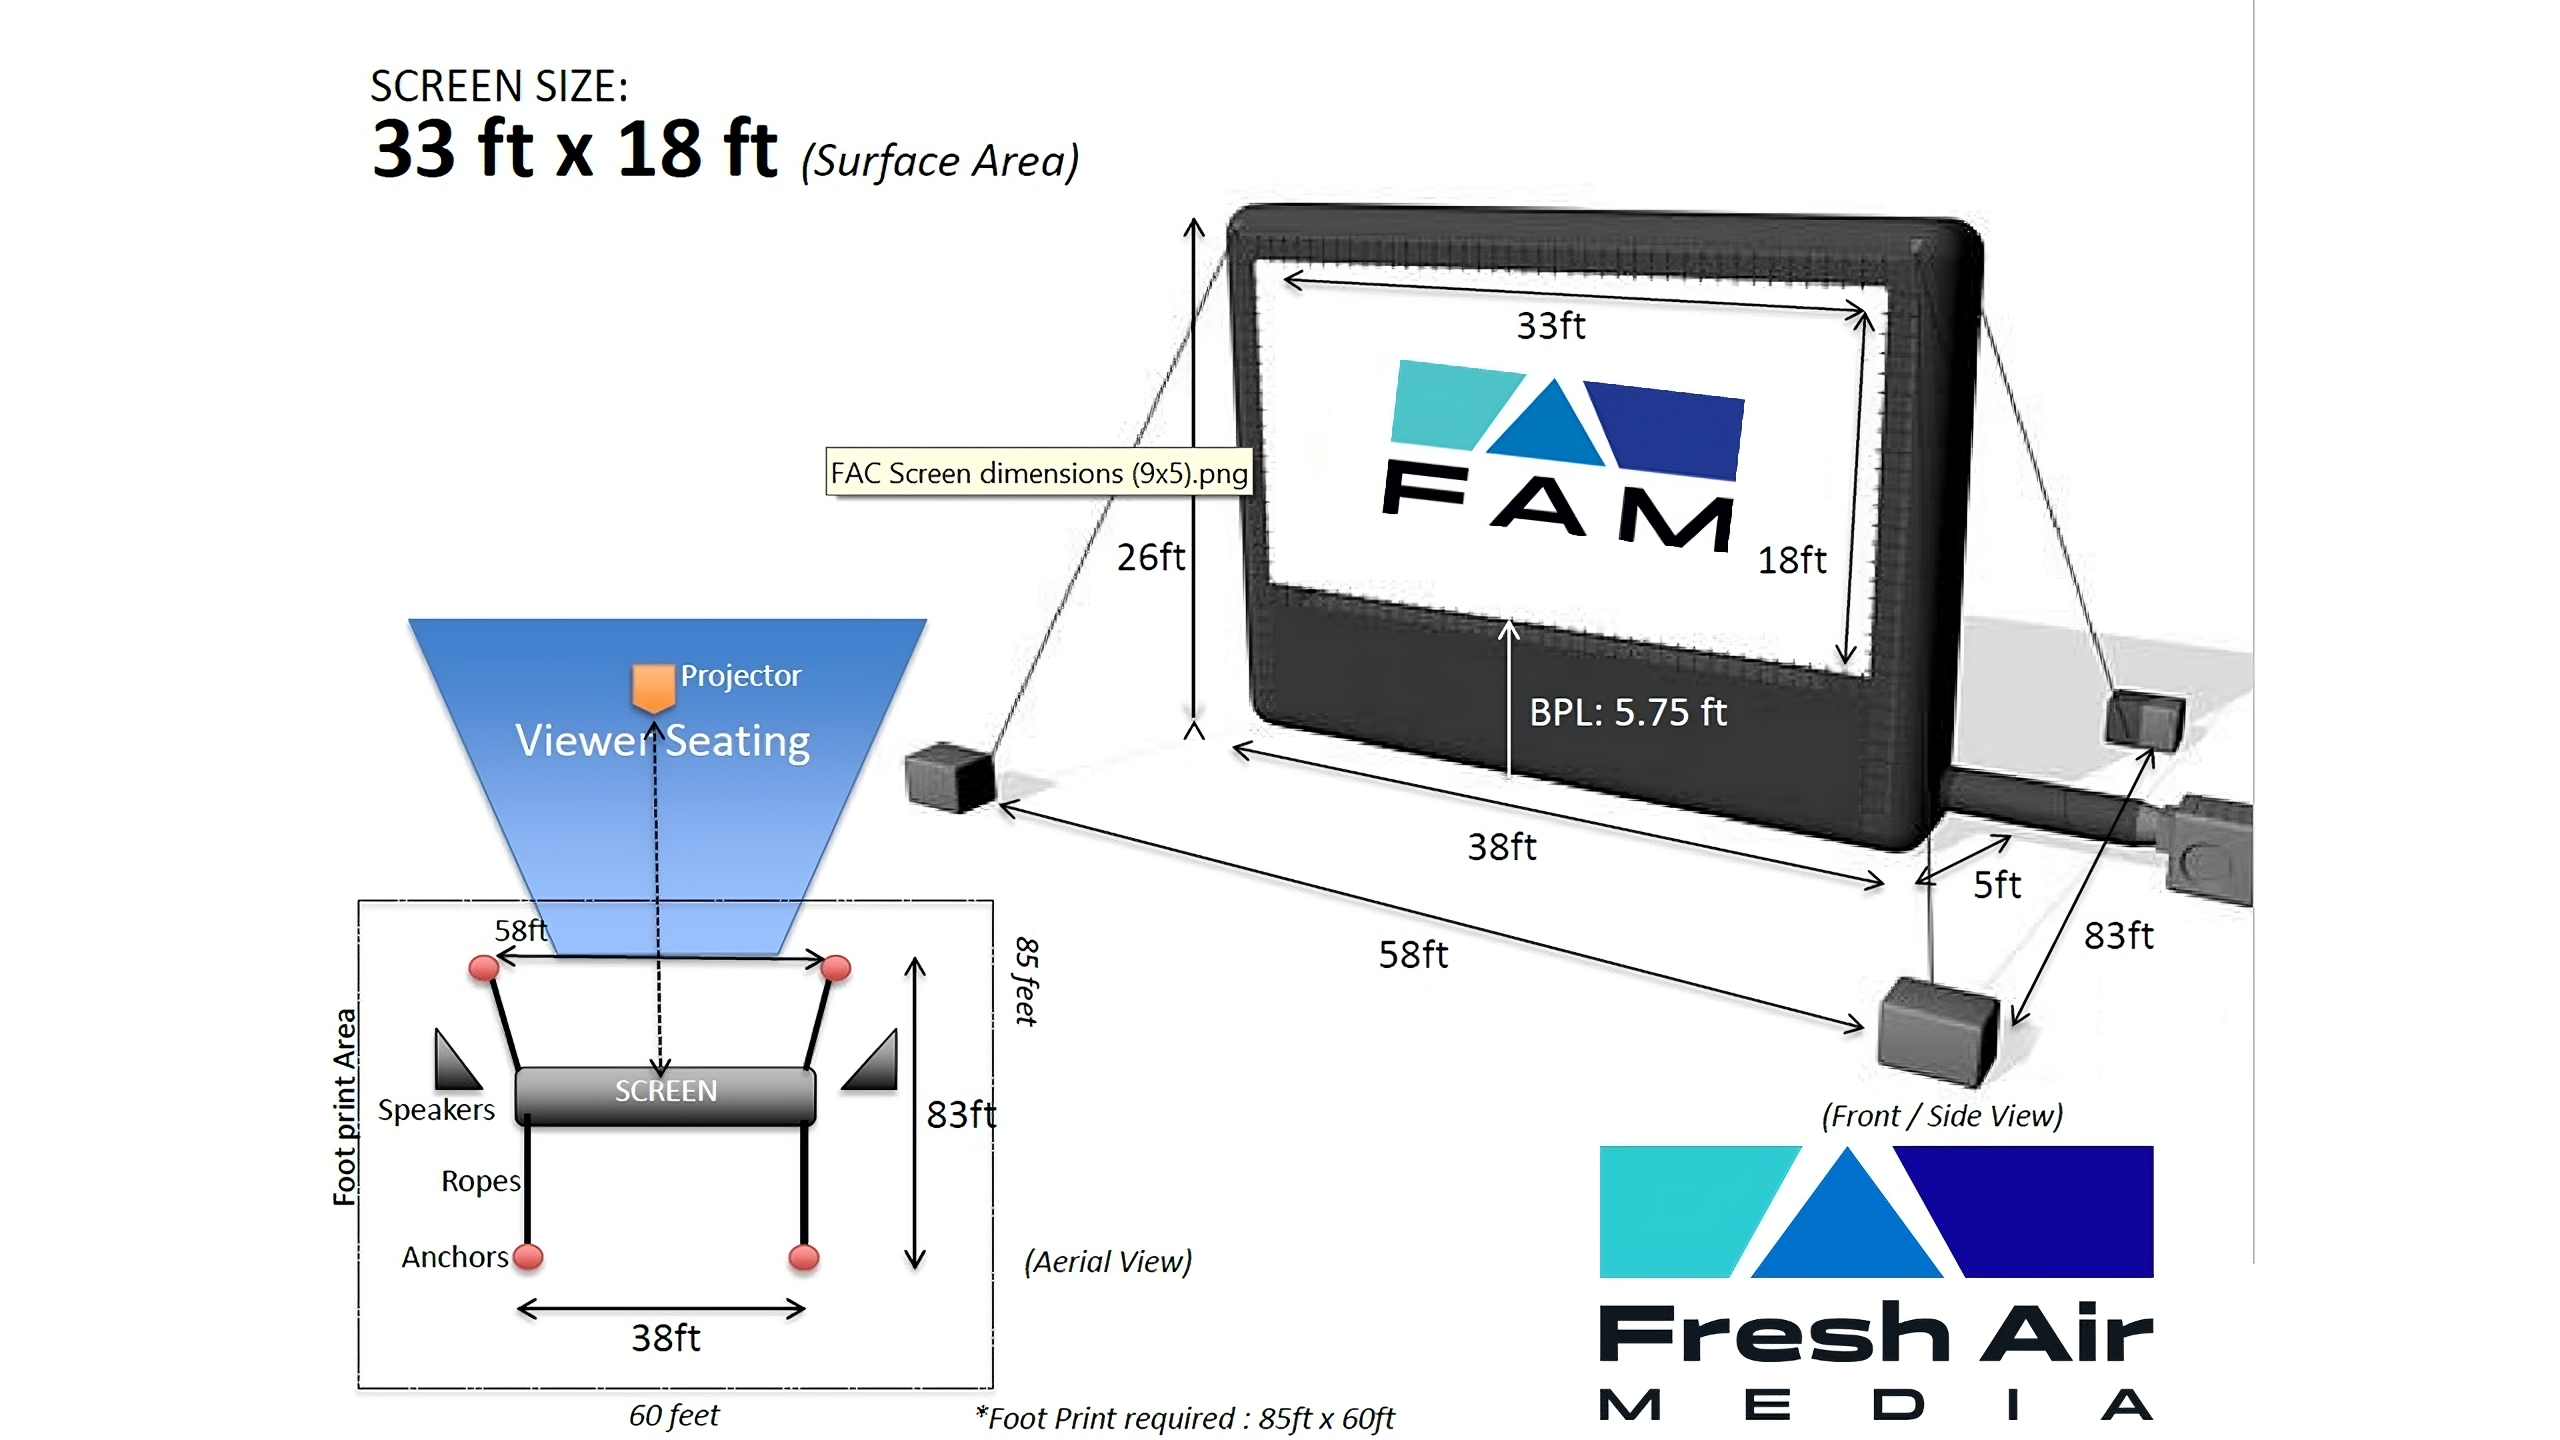 SCREEN SIZE:
33 ft x 18 ft (Surface Area)
33ft
FAM
18ft
FAC Screen dimensions (9x5).png
26ft
BPL: 5.75 ft
38ft
5ft
58ft
83ft
(Front / Side View)
Projector
Viewer Seating
58ft
85 feet
Foot print Area
SCREEN
Speakers
83ft
Ropes
Anchors
(Aerial View)
38ft
60 feet
*Foot Print required : 85ft x 60ft
Fresh Air
MEDIA